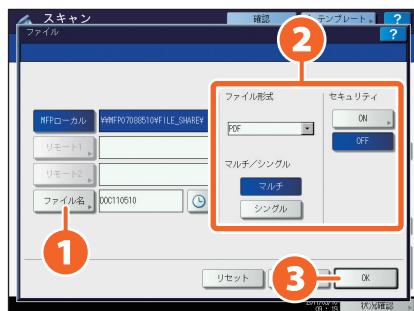 スキャン 確認 テンプレート ?
ファイル ?
2
ファイル形式 セキュリティ
MFPローカル ¥¥MFP07088510¥FILE_SHARE¥ PDF ON
リモート1 OFF
マルチ/シングル
リモート2 マルチ
ファイル名 DOC110510 シングル
1
リセット 3 OK
状況確認